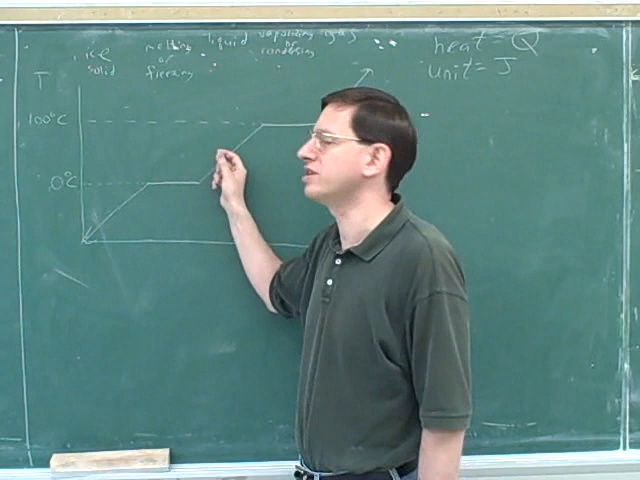 T
ice
solid
melting
or
freezing
liquid
vaporizing
or
condensing
gas
heat = Q
unit = J
100°C
0°C